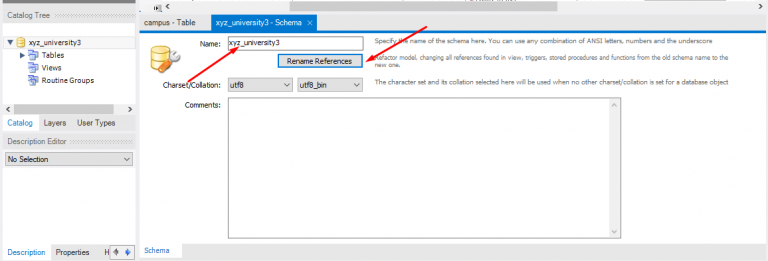 Catalog Tree
xyz_university3
Tables
Views
Routine Groups
Catalog
Layers
User Types
Description Editor
No Selection
Description
Properties
H
campus - Table
xyz_university3 - Schema
Name:
xyz_university3
Specify the name of the schema here. You can use any combination of ANSI letters, numbers and the underscore
Rename References
Refactor model, changing all references found in view, triggers, stored procedures and functions from the old schema name to the
new one.
Charset/Collation:
utf8
utf8_bin
The character set and its collation selected here will be used when no other charset/collation is set for a database object
Comments:
Schema